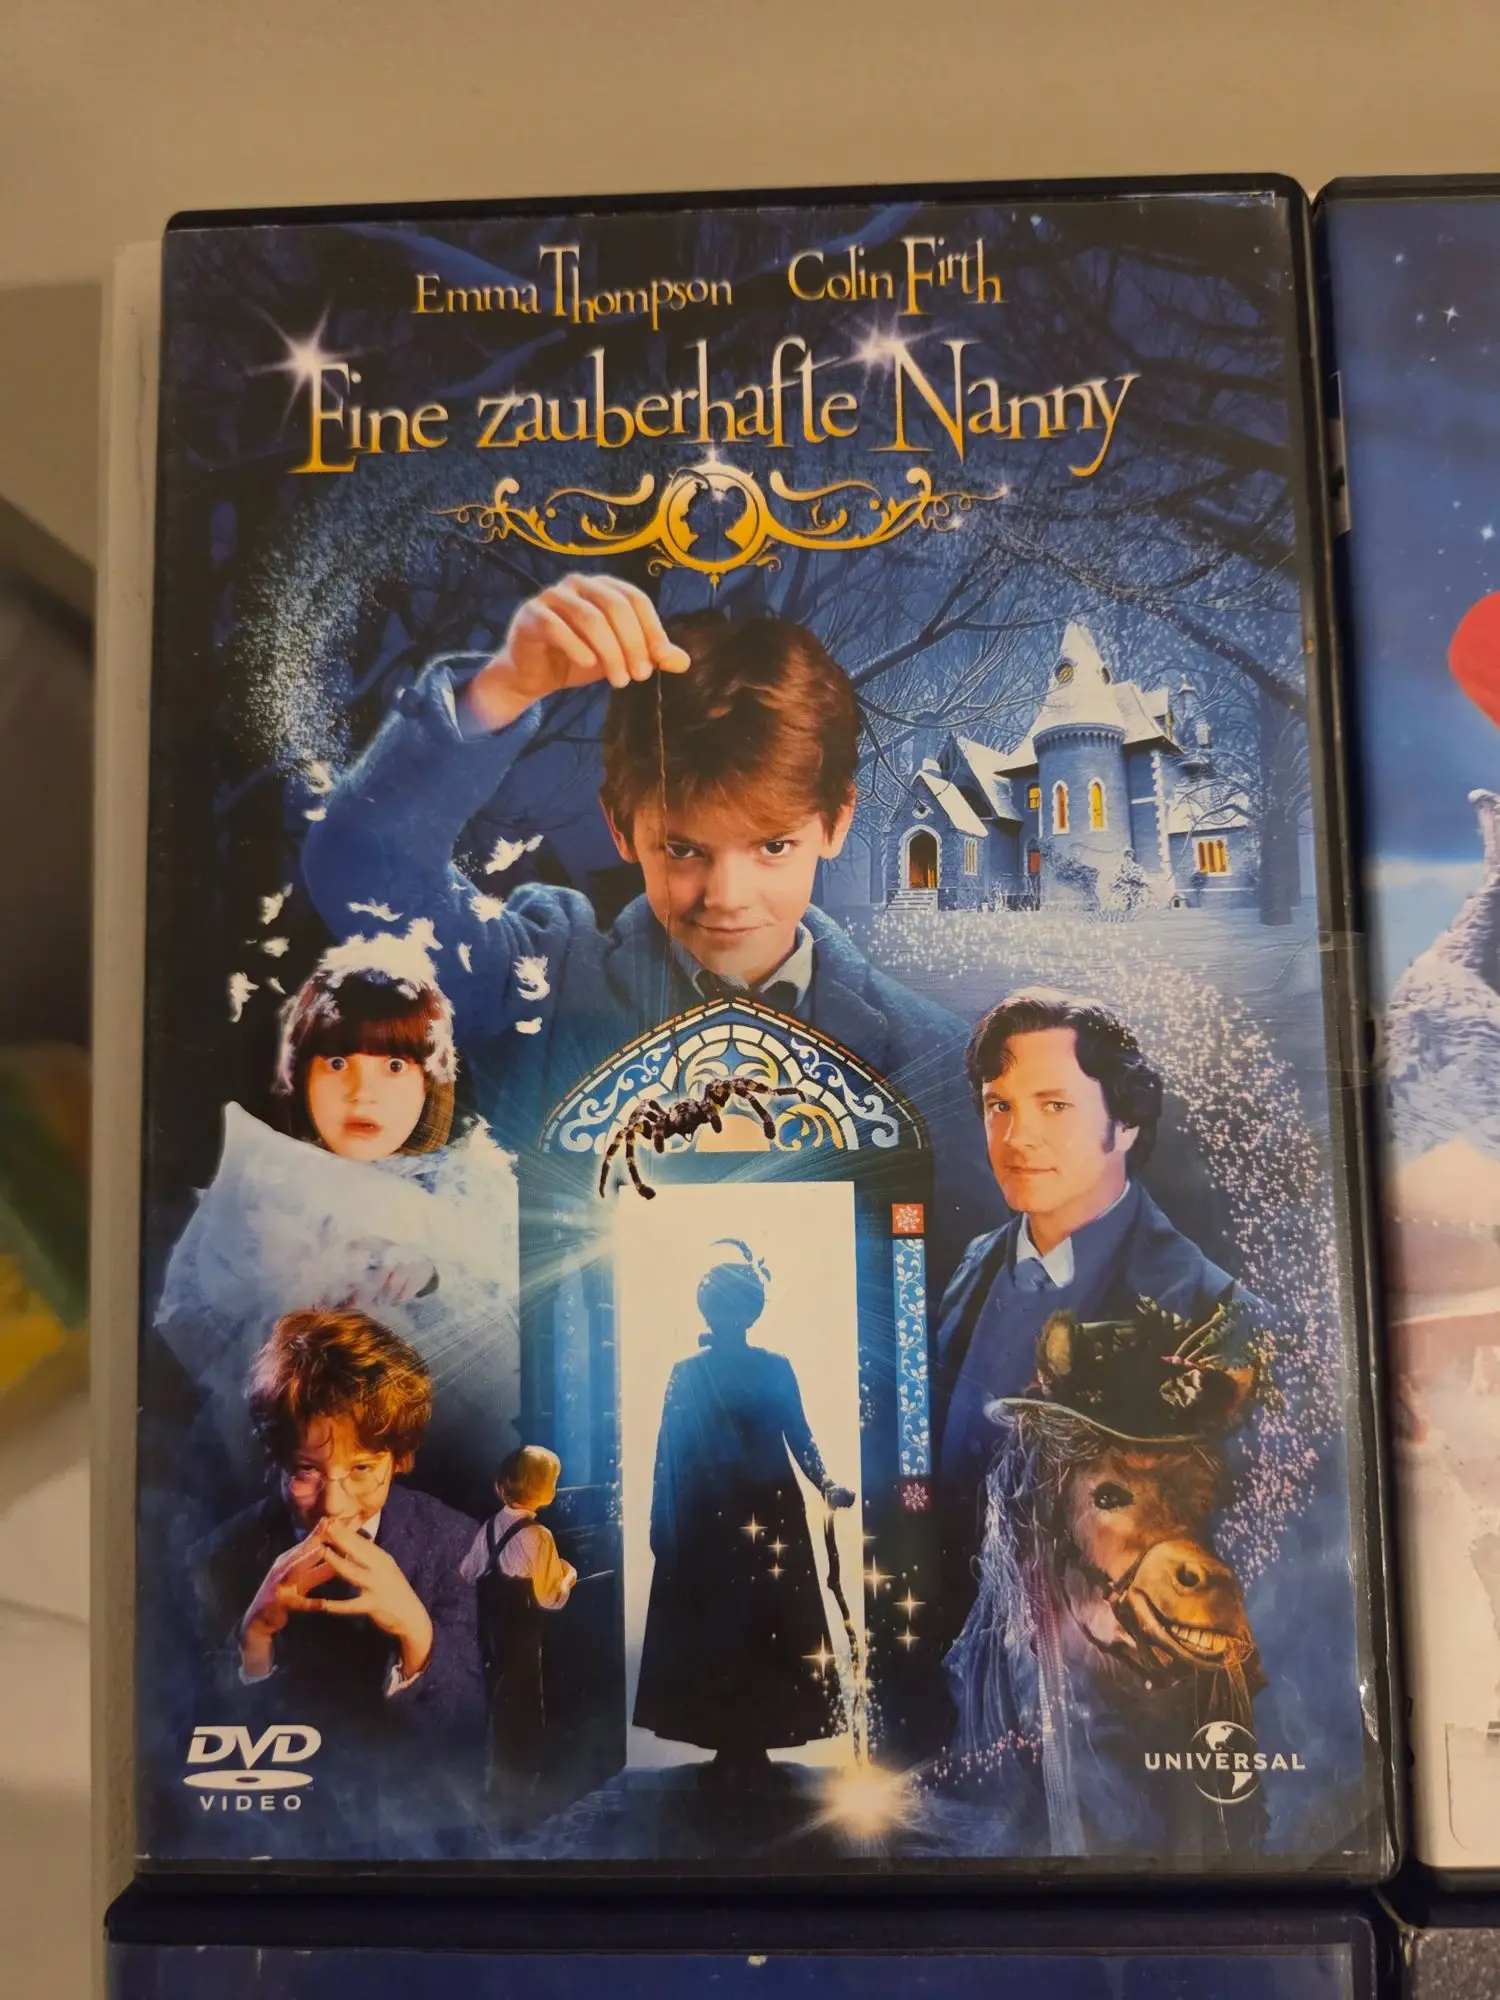 Emma Thompson Colin Firth
Eine zauberhafte Nanny
DVD
VIDEO
UNIVERSAL